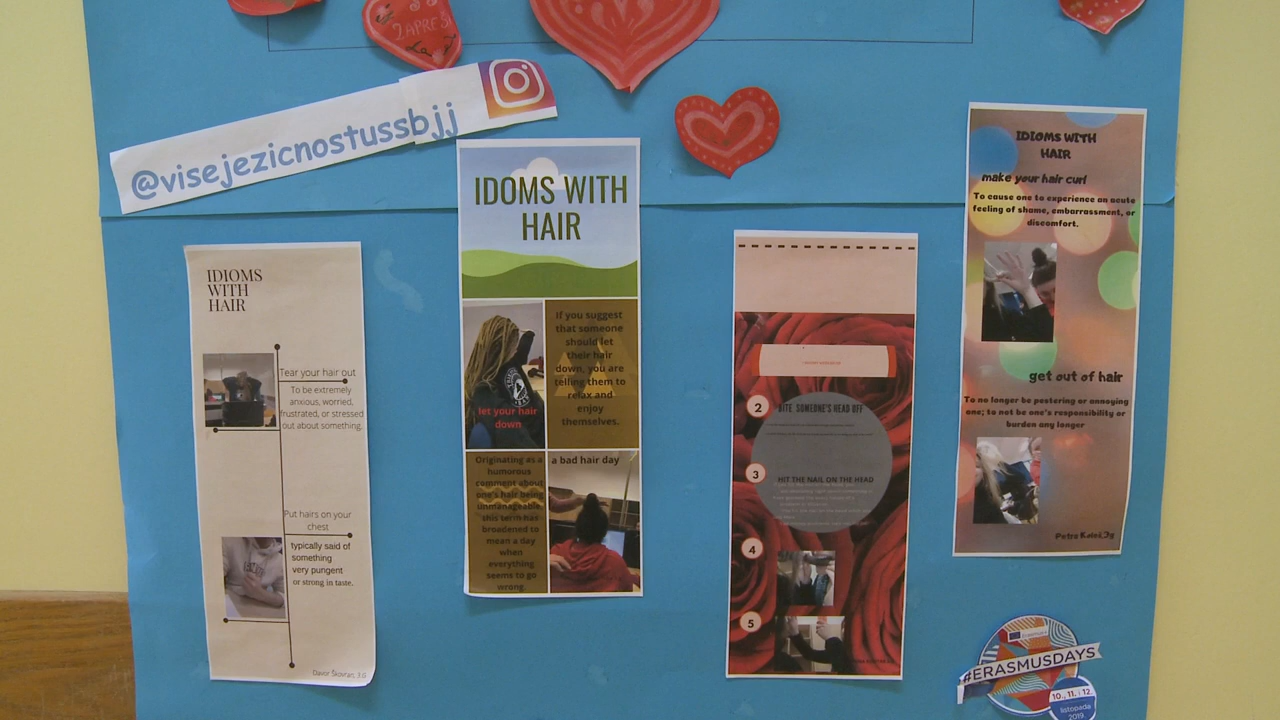 2 APRESI
@visejezicnostussbjj
IDIOMS
WITH
HAIR
Tear your hair out
To be extremely
anxious, worried,
frustrated, or stressed
out about something.
Put hairs on your
chest
typically said of
something
very pungent
or strong in taste.
Davor Škovrlec, 3.G
IDOMS WITH
HAIR
let your hair
down
If you suggest
that someone
should let
their hair
down, you are
telling them to
relax and
enjoy
themselves.
Originating as a
humorous
comment about
one's hair being
unmanageable
this term has
broadened to
mean a day
when
everything
seems to go
wrong.
a bad hair day
2
BITE SOMEONE'S HEAD OFF
3
HIT THE NAIL ON THE HEAD
4
5
IDIOMS WITH
HAIR
make your hair curl
To cause one to experience an acute
feeling of shame, embarrassment, or
discomfort.
get out of hair
To no longer be pestering or annoying
one; to not be one's responsibility or
burden any longer
Petra
#ERASMUSDAYS
10., 11. i 12.
listopada
2019.